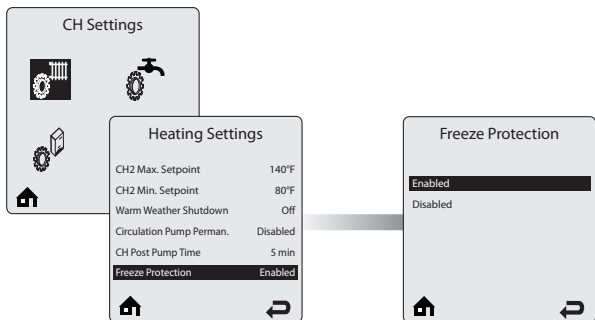 CH Settings
Heating Settings
CH2 Max. Setpoint 140°F
CH2 Min. Setpoint 80°F
Warm Weather Shutdown Off
Circulation Pump Perman. Disabled
CH Post Pump Time 5 min
Freeze Protection Enabled
Freeze Protection
Enabled
Disabled